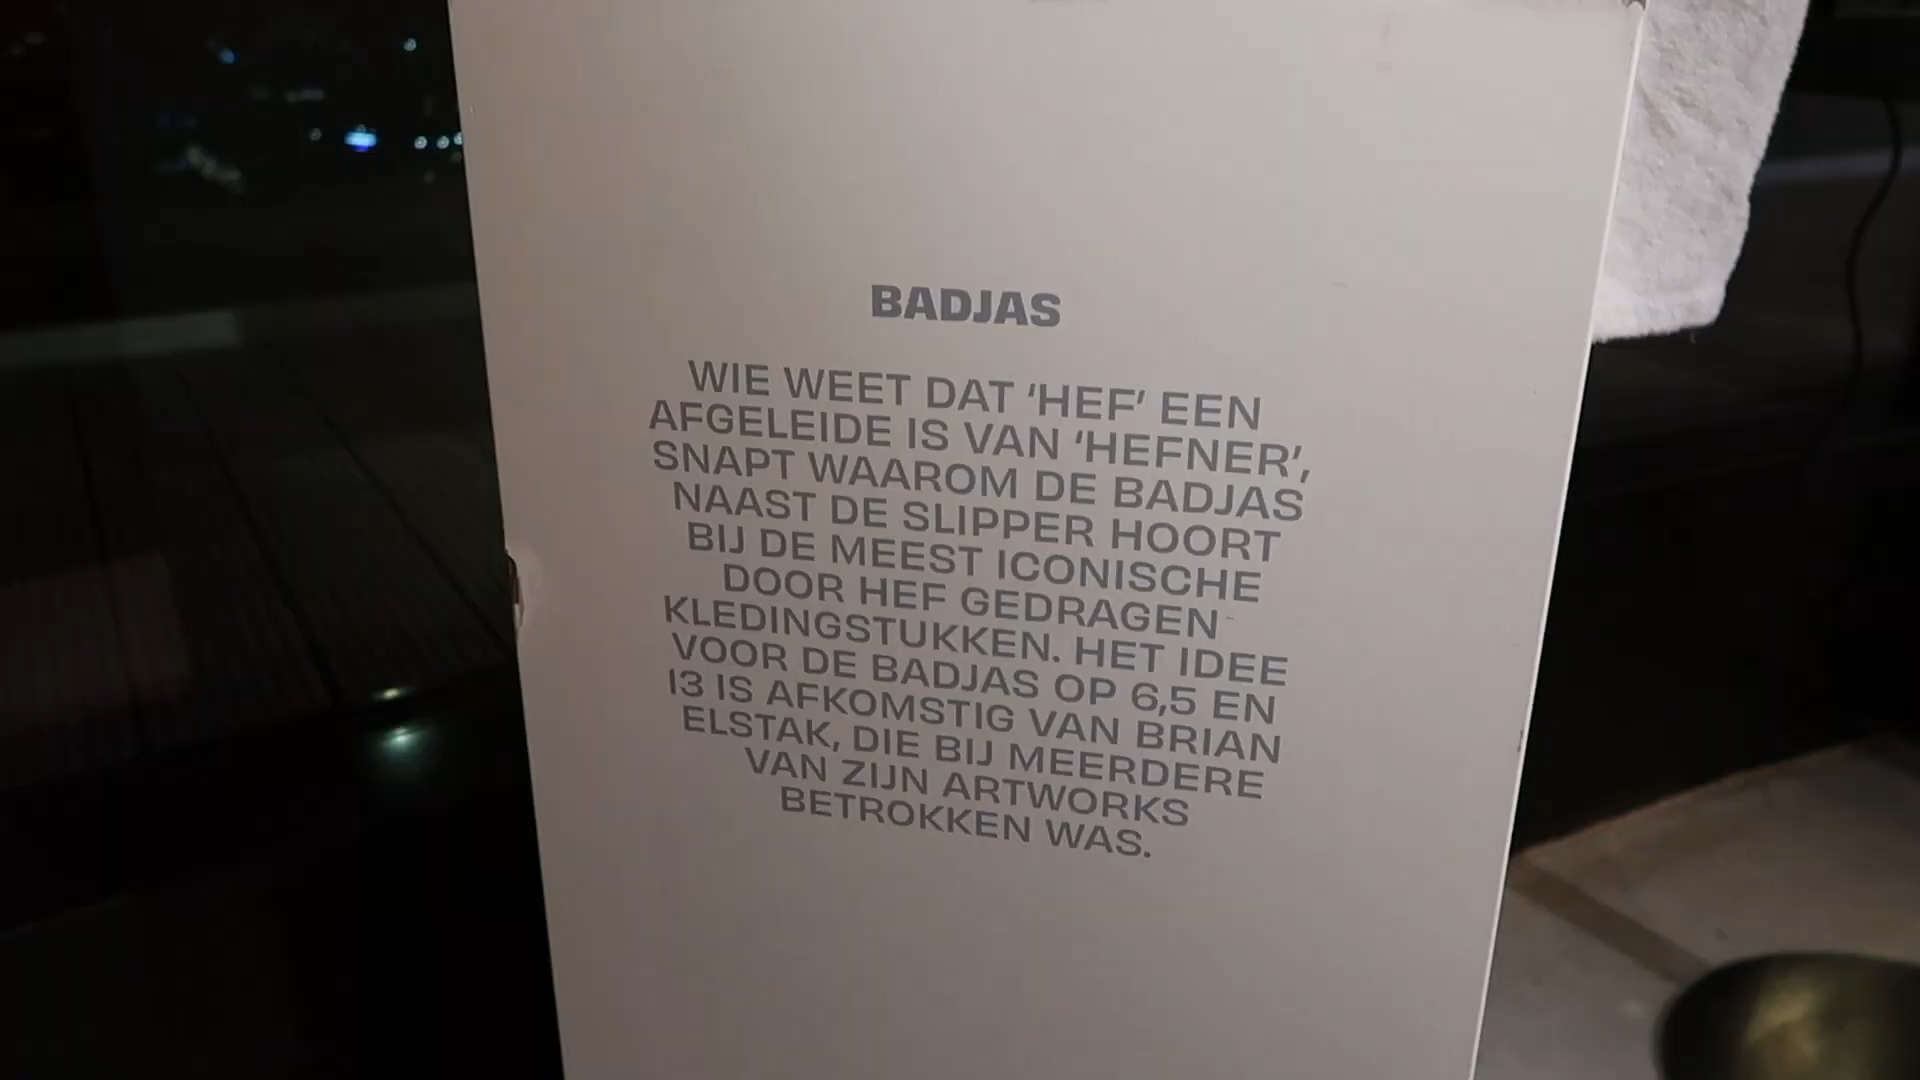 BADJAS
WIE WEET DAT ‘HEF’ EEN
AFGELEIDE IS VAN ‘HEFNER’,
SNAPT WAAROM DE BADJAS
NAAST DE SLIPPER HOORT
BIJ DE MEEST ICONISCHE
DOOR HEF GEDRAGEN
KLEDINGSTUKKEN. HET IDEE
VOOR DE BADJAS OP 6,5 EN
13 IS AFKOMSTIG VAN BRIAN
ELSTAK, DIE BIJ MEERDERE
VAN ZIJN ARTWORKS
BETROKKEN WAS.